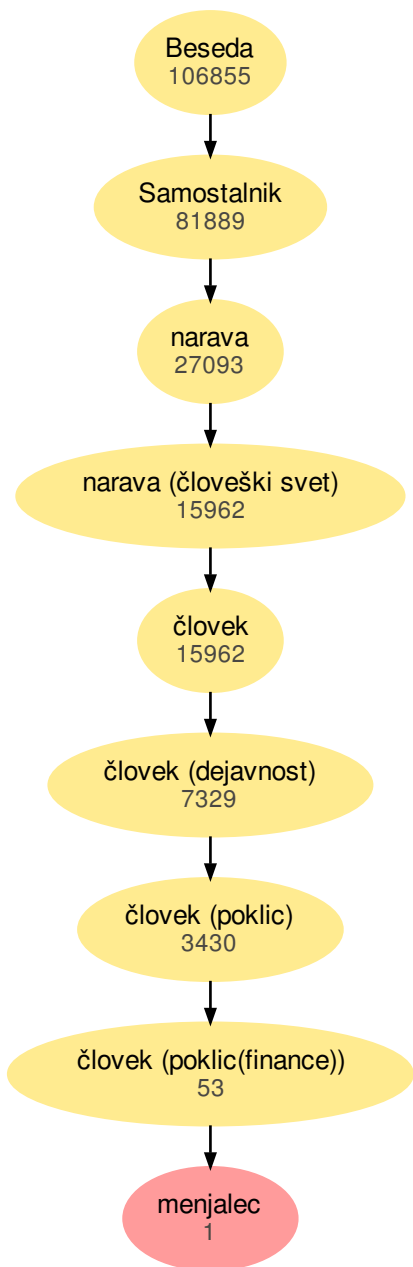 Beseda
106855
Samostalnik
81889
narava
27093
narava (človeški svet)
15962
človek
15962
človek (dejavnost)
7329
človek (poklic)
3430
človek (poklic(finance))
53
menjalec
1